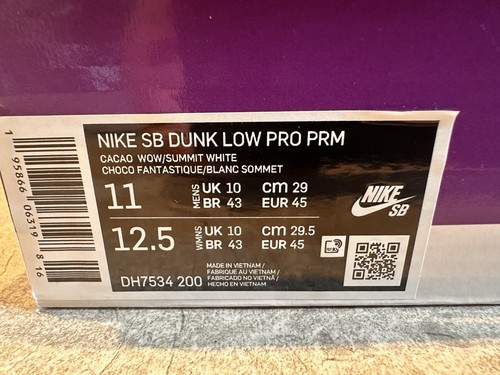 NIKE SB DUNK LOW PRO PRM
CACAO WOW/SUMMIT WHITE
CHOCO FANTASTIQUE/BLANC SOMMET
11 MENS UK 10 CM 29
BR 43 EUR 45
12.5 WMNS UK 10 CM 29.5
BR 43 EUR 45
MADE IN VIETNAM /
FABRIQUÉ AU VIETNAM /
FABRICADO NO VIETNÃ /
HECHO EN VIETNAM
DH7534 200
NIKE
SB
1 95866 06319 8 16